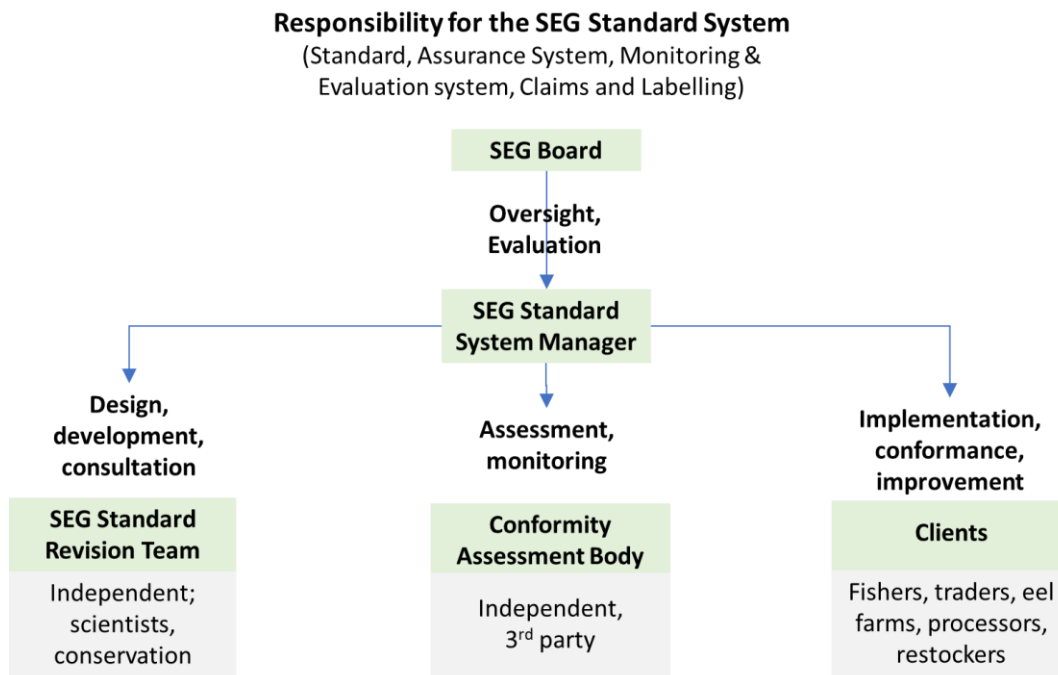 Responsibility for the SEG Standard System
(Standard, Assurance System, Monitoring &
Evaluation system, Claims and Labelling)
SEG Board
Oversight,
Evaluation
SEG Standard
System Manager
Design,
development,
consultation
SEG Standard
Revision Team
Independent;
scientists,
conservation
Assessment,
monitoring
Conformity
Assessment Body
Independent,
3rd party
Implementation,
conformance,
improvement
Clients
Fishers, traders, eel
farms, processors,
restockers